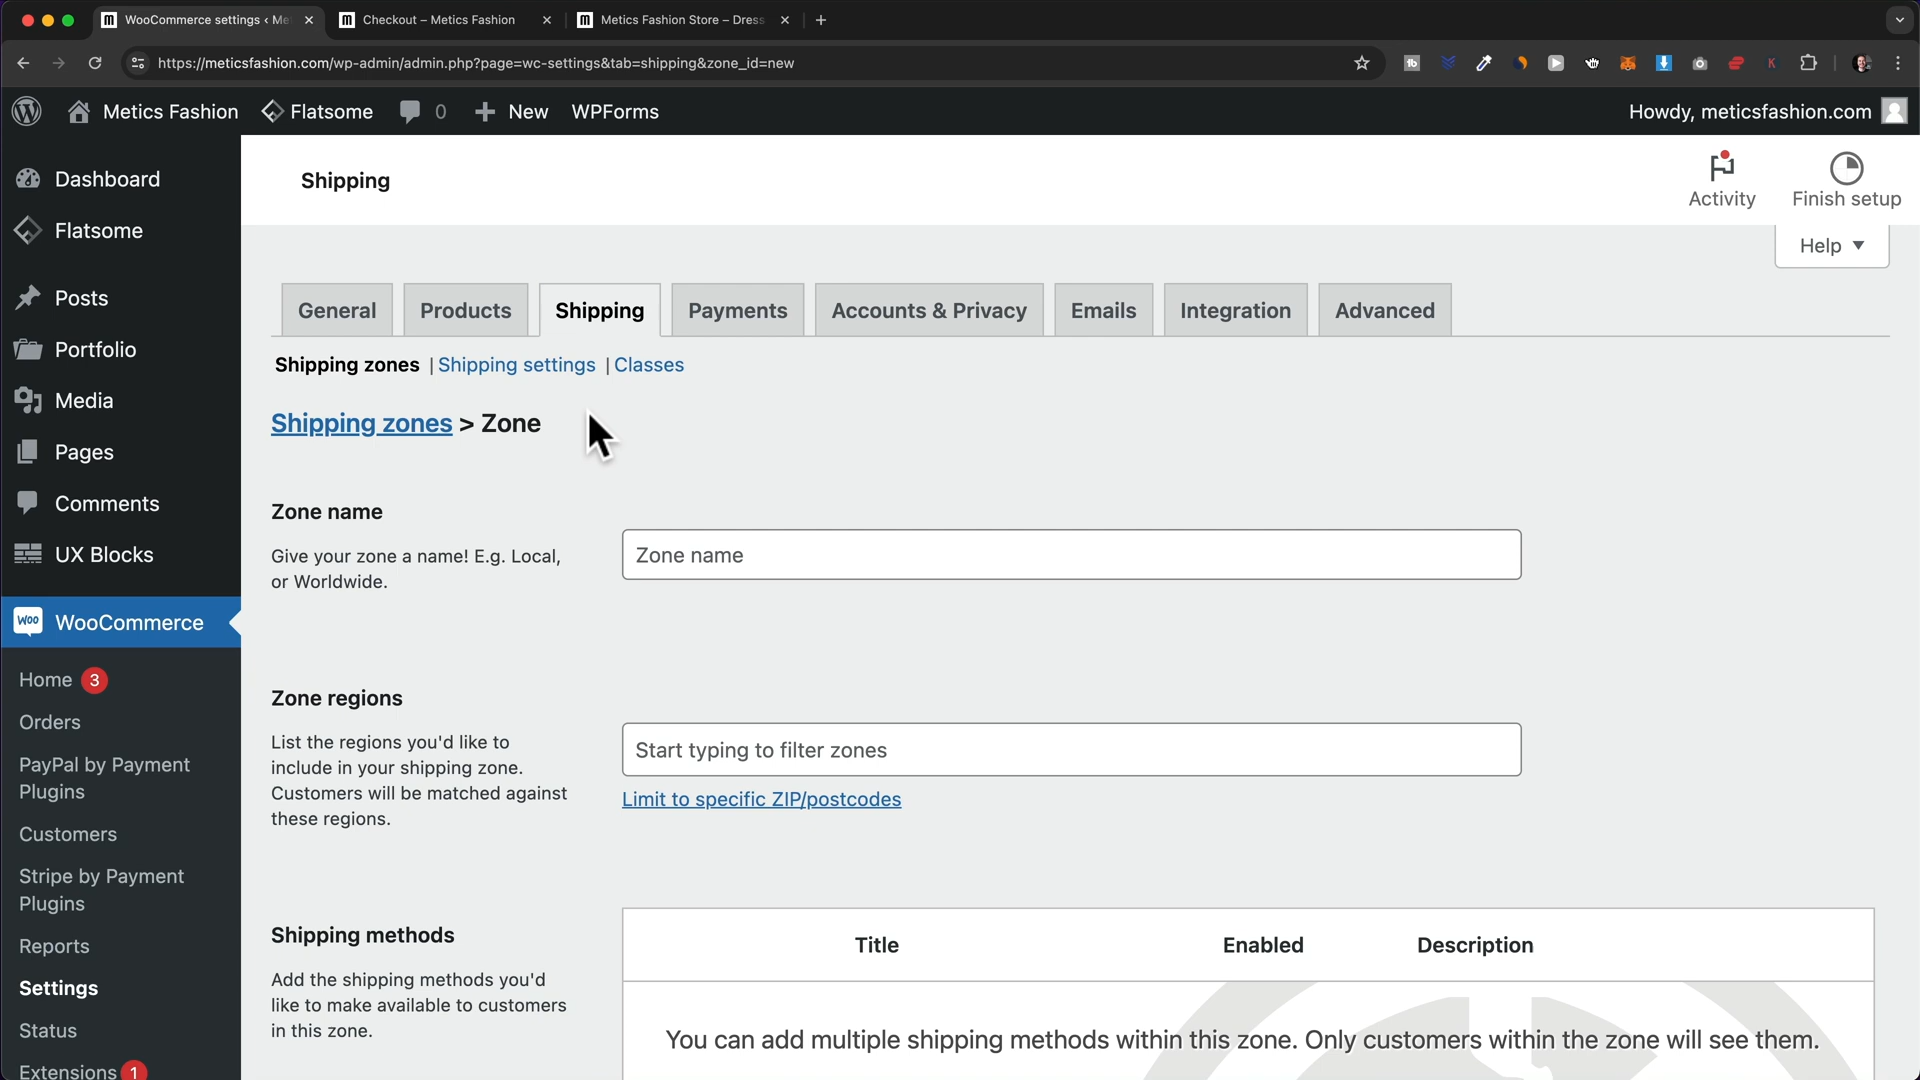 WooCommerce settings ‹ Me
Checkout – Metics Fashion
Metics Fashion Store – Dress
https://meticsfashion.com/wp-admin/admin.php?page=wc-settings&tab=shipping&zone_id=new
Metics Fashion
Flatsome
0
New
WPForms
Howdy, meticsfashion.com
Dashboard
Flatsome
Posts
Portfolio
Media
Pages
Comments
UX Blocks
WooCommerce
Home 3
Orders
PayPal by Payment
Plugins
Customers
Stripe by Payment
Plugins
Reports
Settings
Status
Extensions 1
Shipping
Activity
Finish setup
Help
General
Products
Shipping
Payments
Accounts & Privacy
Emails
Integration
Advanced
Shipping zones | Shipping settings | Classes
Shipping zones > Zone
Zone name
Give your zone a name! E.g. Local,
or Worldwide.
Zone name
Zone regions
List the regions you'd like to
include in your shipping zone.
Customers will be matched against
these regions.
Start typing to filter zones
Limit to specific ZIP/postcodes
Shipping methods
Add the shipping methods you'd
like to make available to customers
in this zone.
Title
Enabled
Description
You can add multiple shipping methods within this zone. Only customers within the zone will see them.